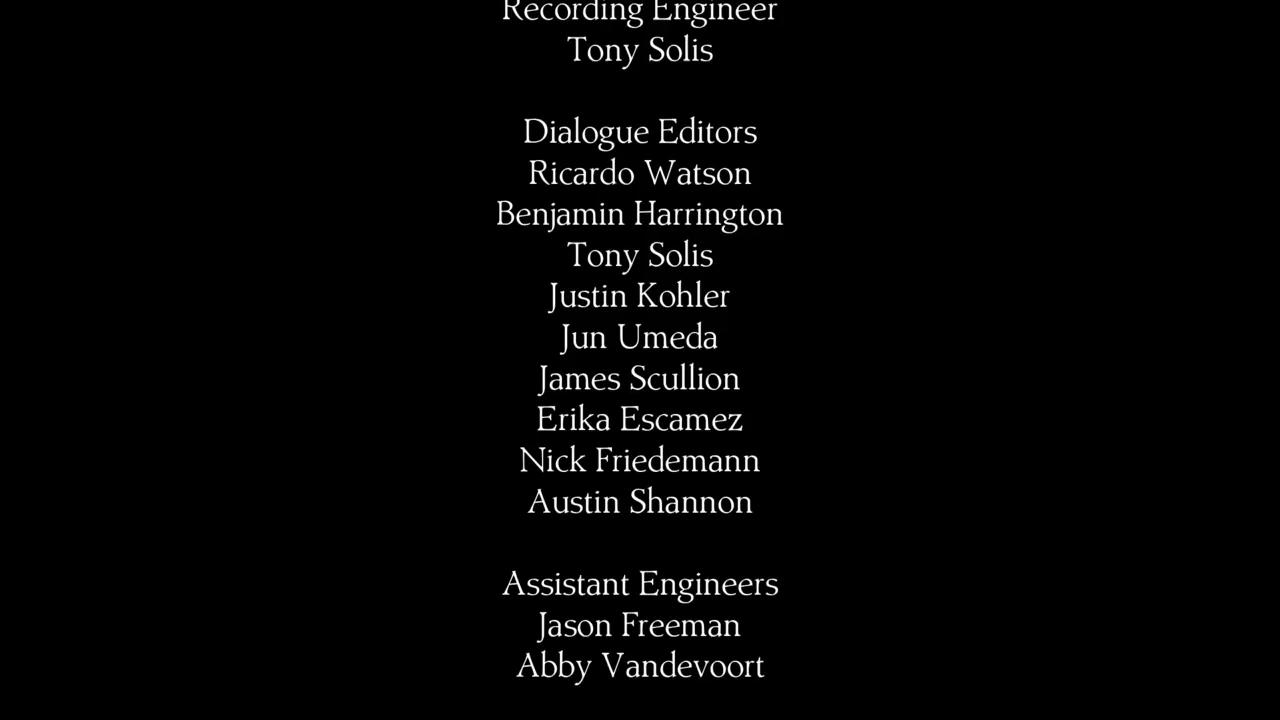 Recording Engineer
Tony Solis
Dialogue Editors
Ricardo Watson
Benjamin Harrington
Tony Solis
Justin Kohler
Jun Umeda
James Scullion
Erika Escamez
Nick Friedemann
Austin Shannon
Assistant Engineers
Jason Freeman
Abby Vandevoort